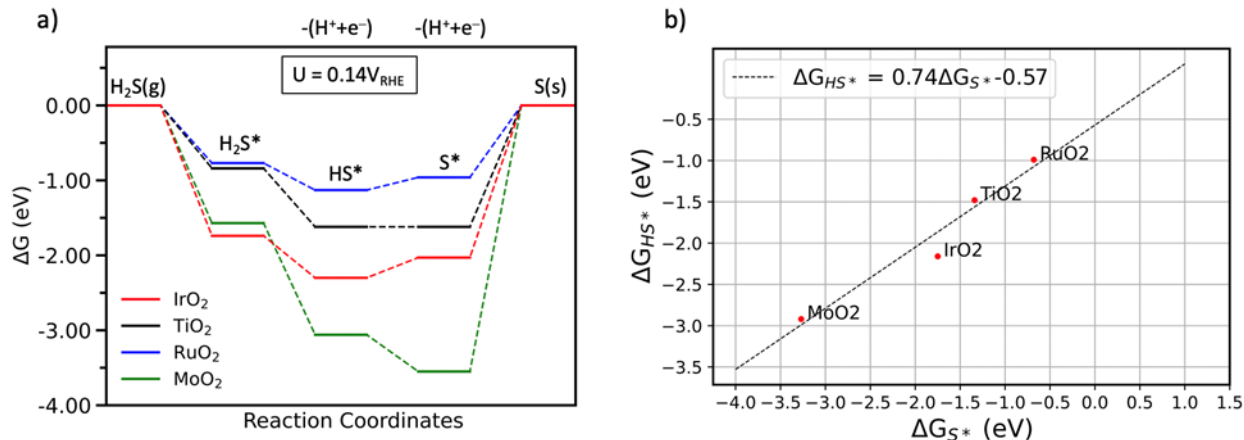 a)
-(H⁺+e⁻) -(H⁺+e⁻)
U = 0.14V_RHE
H₂S(g)
S(s)
0.00
H₂S*
HS*
S*
-1.00
-2.00
-3.00
-4.00
ΔG (eV)
IrO₂
TiO₂
RuO₂
MoO₂
Reaction Coordinates
b)
ΔG_HS* = 0.74ΔG_S*-0.57
-0.5
-1.0
-1.5
-2.0
-2.5
-3.0
-3.5
ΔG_HS* (eV)
RuO2
TiO2
IrO2
MoO2
-4.0 -3.5 -3.0 -2.5 -2.0 -1.5 -1.0 -0.5 0.0 0.5 1.0 1.5
ΔG_S* (eV)